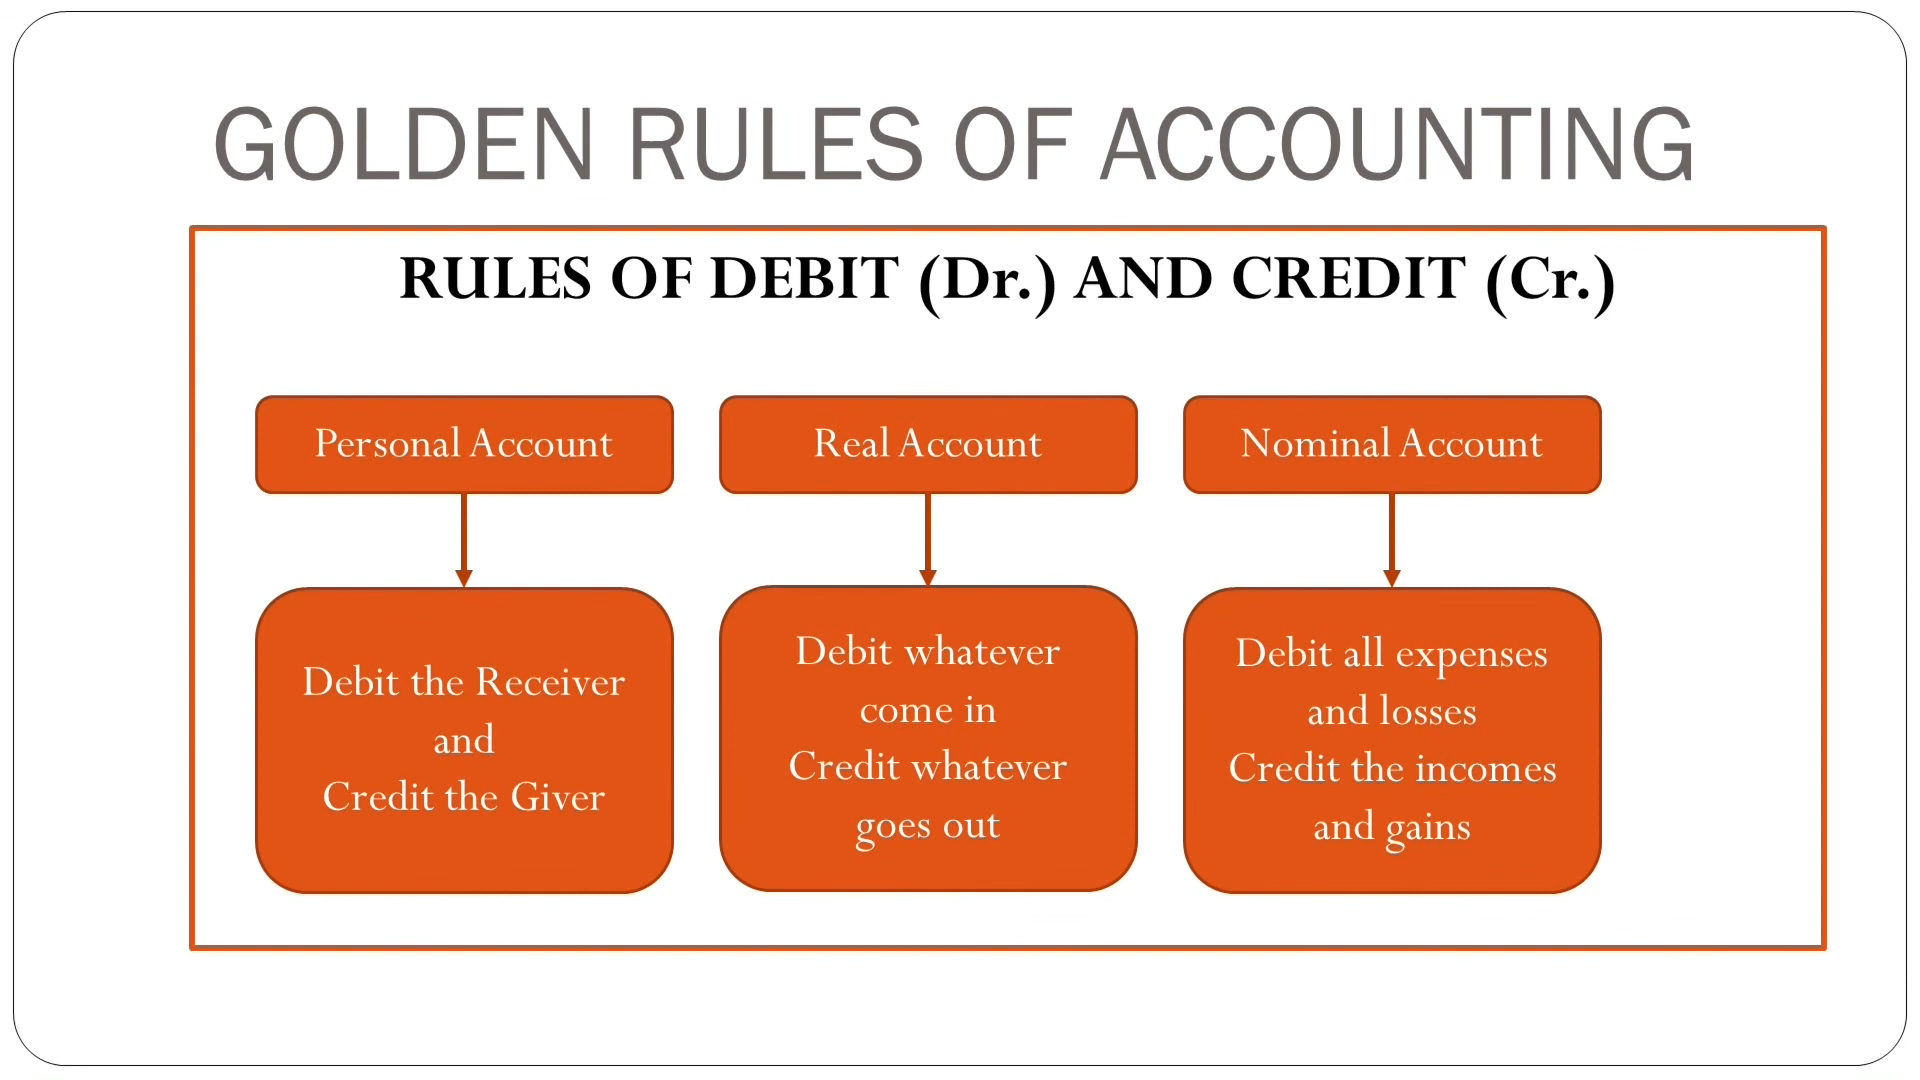 GOLDEN RULES OF ACCOUNTING
RULES OF DEBIT (Dr.) AND CREDIT (Cr.)
Personal Account
Real Account
Nominal Account
Debit the Receiver
and
Credit the Giver
Debit whatever
come in
Credit whatever
goes out
Debit all expenses
and losses
Credit the incomes
and gains